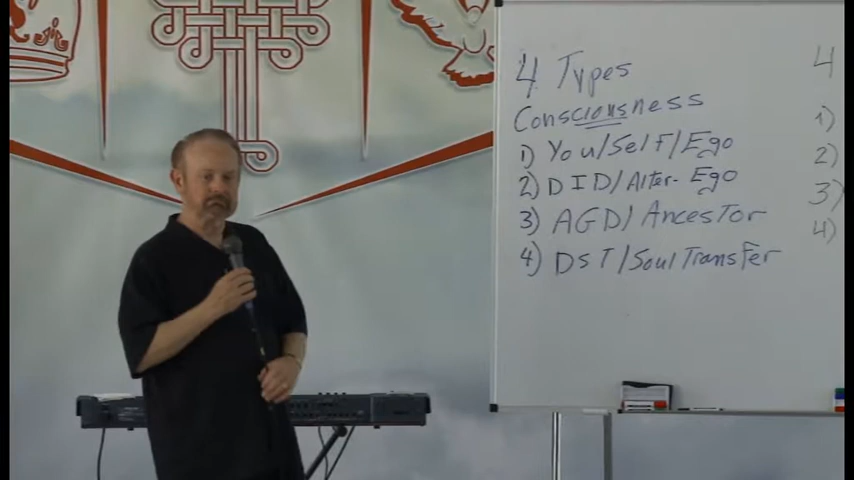 4 Types
Consciousness
1) You/Self/Ego
2) DID/Alter-Ego
3) AGD/Ancestor
4) DST/Soul Transfer
4
1)
2)
3)
4)